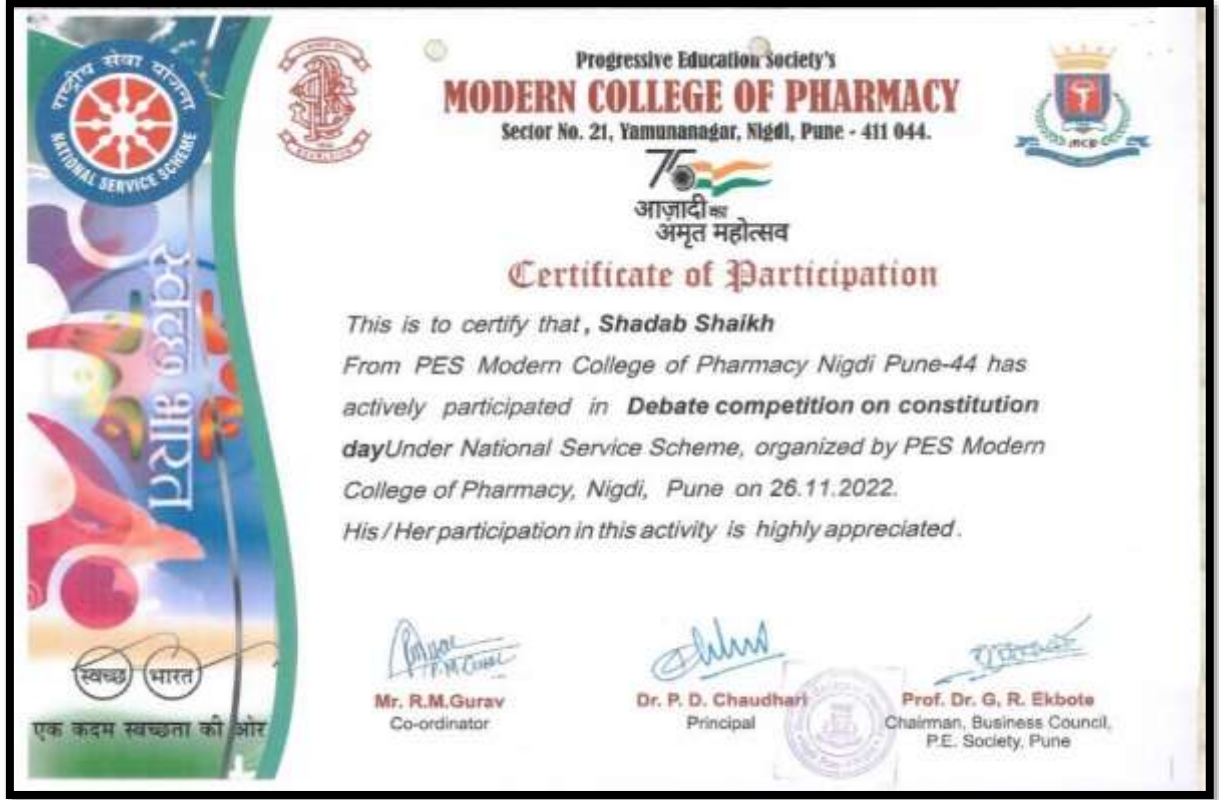 राष्ट्रीय सेवा योजना
NATIONAL SERVICE SCHEME
Progressive Education Society's
MODERN COLLEGE OF PHARMACY
Sector No. 21, Yamunanagar, Nigdi, Pune - 411 044.
mcp
75
आज़ादी का
अमृत महोत्सव
Certificate of Participation
This is to certify that , Shadab Shaikh
From PES Modern College of Pharmacy Nigdi Pune-44 has
actively participated in Debate competition on constitution
dayUnder National Service Scheme, organized by PES Modern
College of Pharmacy, Nigdi, Pune on 26.11.2022.
His / Her participation in this activity is highly appreciated .
स्वच्छ भारत
स्वच्छ भारत
एक कदम स्वच्छता की ओर
Mr. R.M.Gurav
Co-ordinator
Dr. P. D. Chaudhari
Principal
Prof. Dr. G. R. Ekbote
Chairman, Business Council,
P.E. Society, Pune